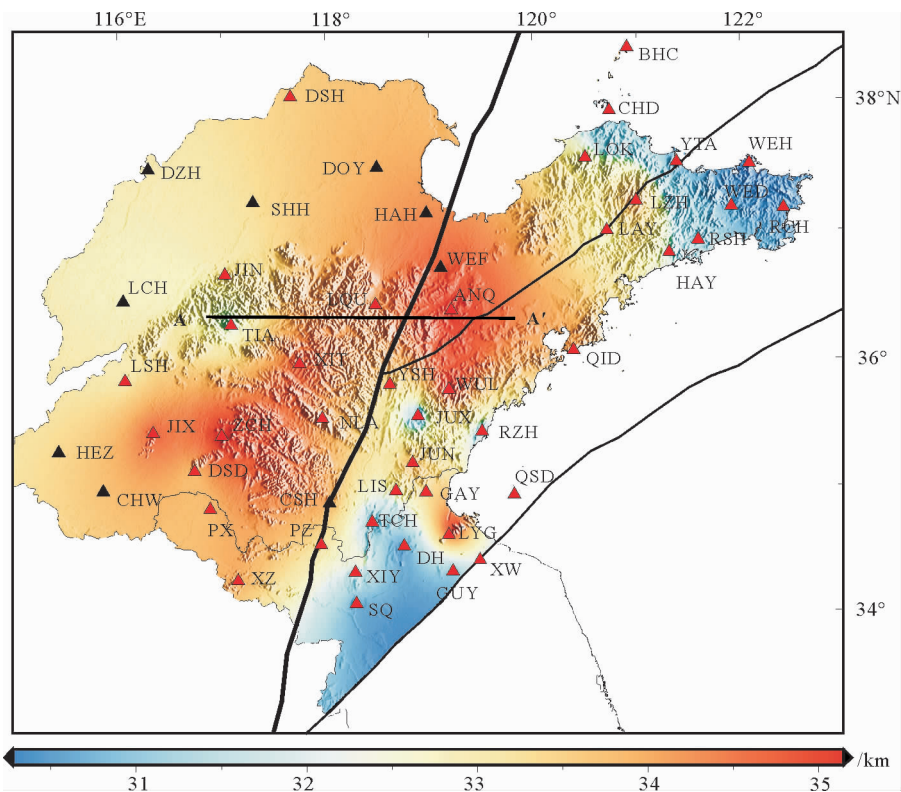 116°E 118° 120° 122°
BHC
DSH
38°N
CHD
YTA WEH
LOK
DZH DOY
LZH WED
SHH HAH RCH
LAY RSH
WEF HAY
JIN
LCH ANQ
A A′
TIA
QID
36°
LSH XIT
YSH WUL
JIX ZCH NLA JUX
RZH
HEZ JUN
DSD
CHW CSH LIS GAY QSD
PX TCH LYG
PZ
DH XW
XZ XIY GUY
SQ 34°
/km
31 32 33 34 35